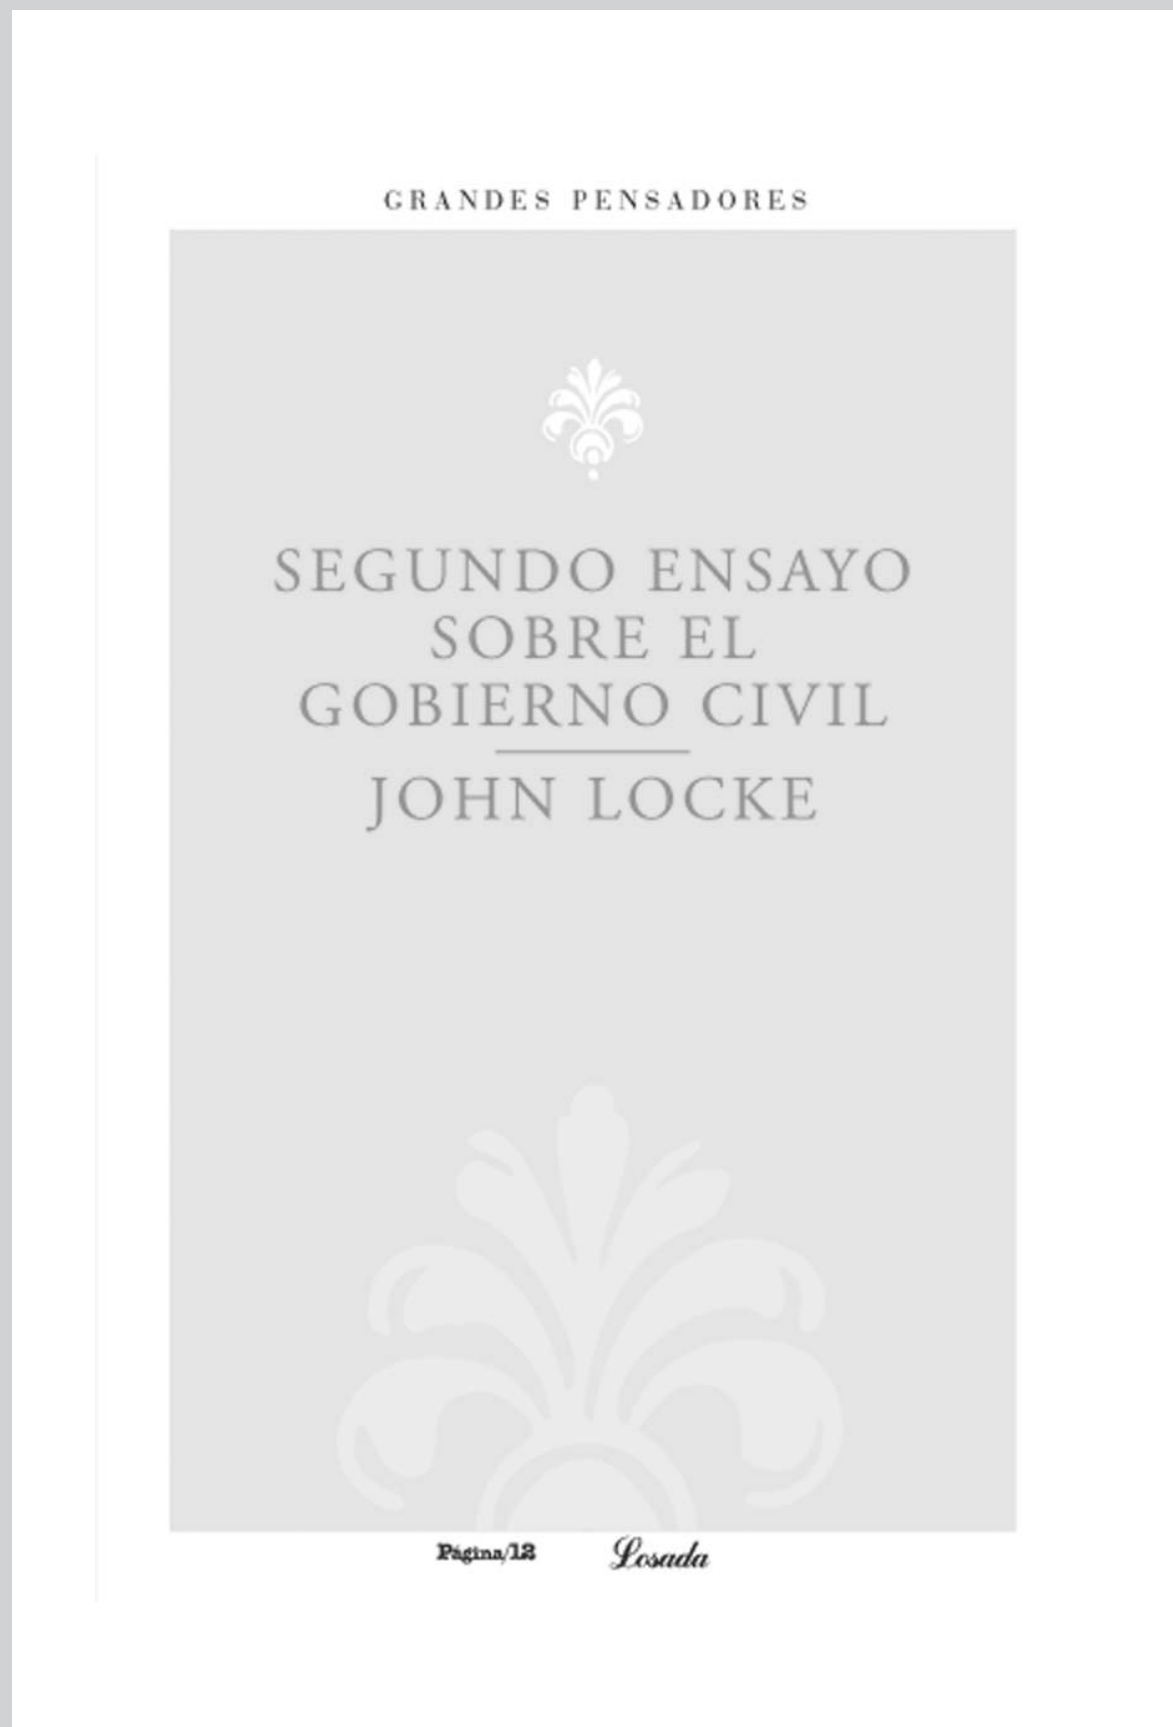 GRANDES PENSADORES
SEGUNDO ENSAYO
SOBRE EL
GOBIERNO CIVIL
JOHN LOCKE
Página/12 Losada